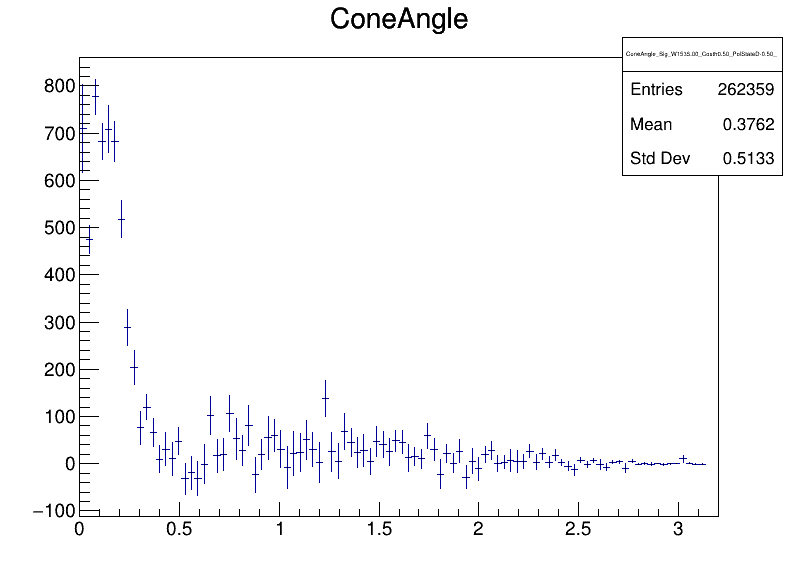 ConeAngle
ConeAngle_Sig_W1535.00_Costh0.50_PolStateD-0.50_
Entries 262359
Mean 0.3762
Std Dev 0.5133
800
700
600
500
400
300
200
100
0
−100
0 0.5 1 1.5 2 2.5 3